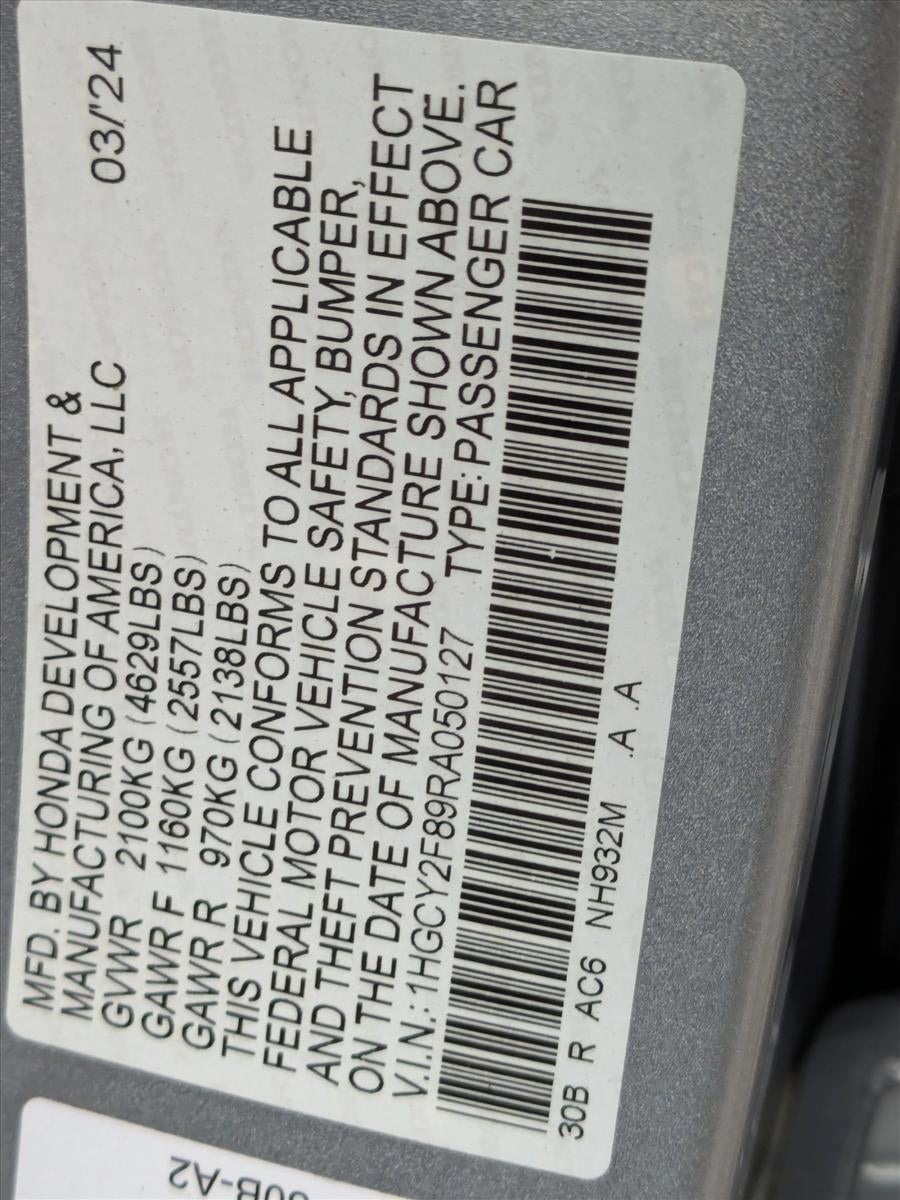 MFD. BY HONDA DEVELOPMENT &
MANUFACTURING OF AMERICA, LLC 03/'24
GVWR 2100KG (4629LBS)
GAWR F 1160KG (2557LBS)
GAWR R 970KG (2138LBS)
THIS VEHICLE CONFORMS TO ALL APPLICABLE
FEDERAL MOTOR VEHICLE SAFETY, BUMPER,
AND THEFT PREVENTION STANDARDS IN EFFECT
ON THE DATE OF MANUFACTURE SHOWN ABOVE.
V.I.N.: 1HGCY2F89RA050127 TYPE: PASSENGER CAR
30B R AC6 NH932M .A .A
0B-A2